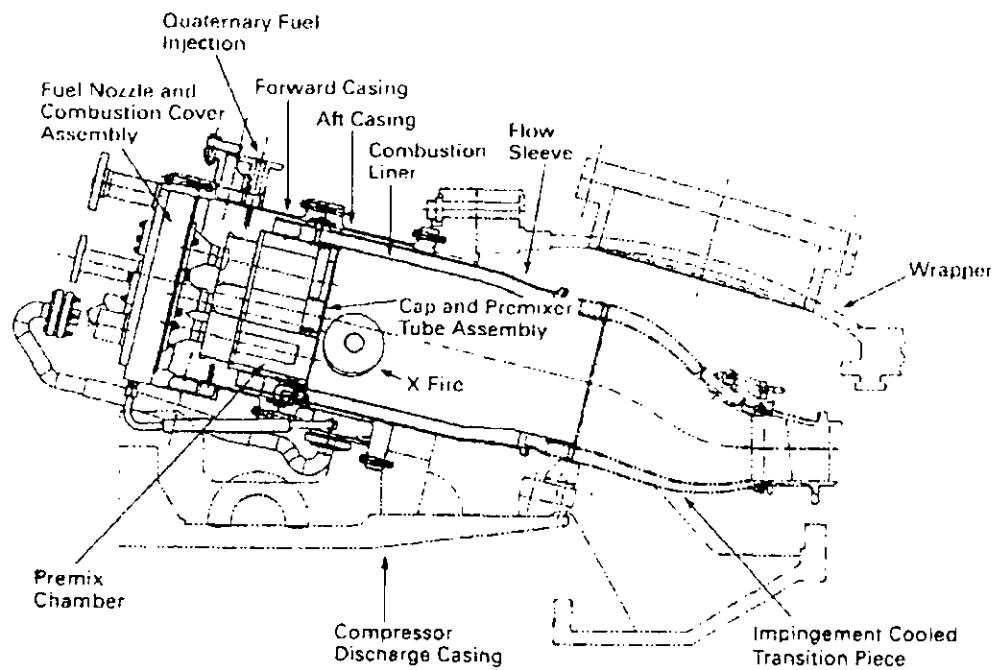 Quaternary Fuel
Injection
Fuel Nozzle and
Combustion Cover
Assembly
Forward Casing
Aft Casing
Combustion
Liner
Flow
Sleeve
Wrapper
Cap and Premixer
Tube Assembly
X Fire
Premix
Chamber
Compressor
Discharge Casing
Impingement Cooled
Transition Piece